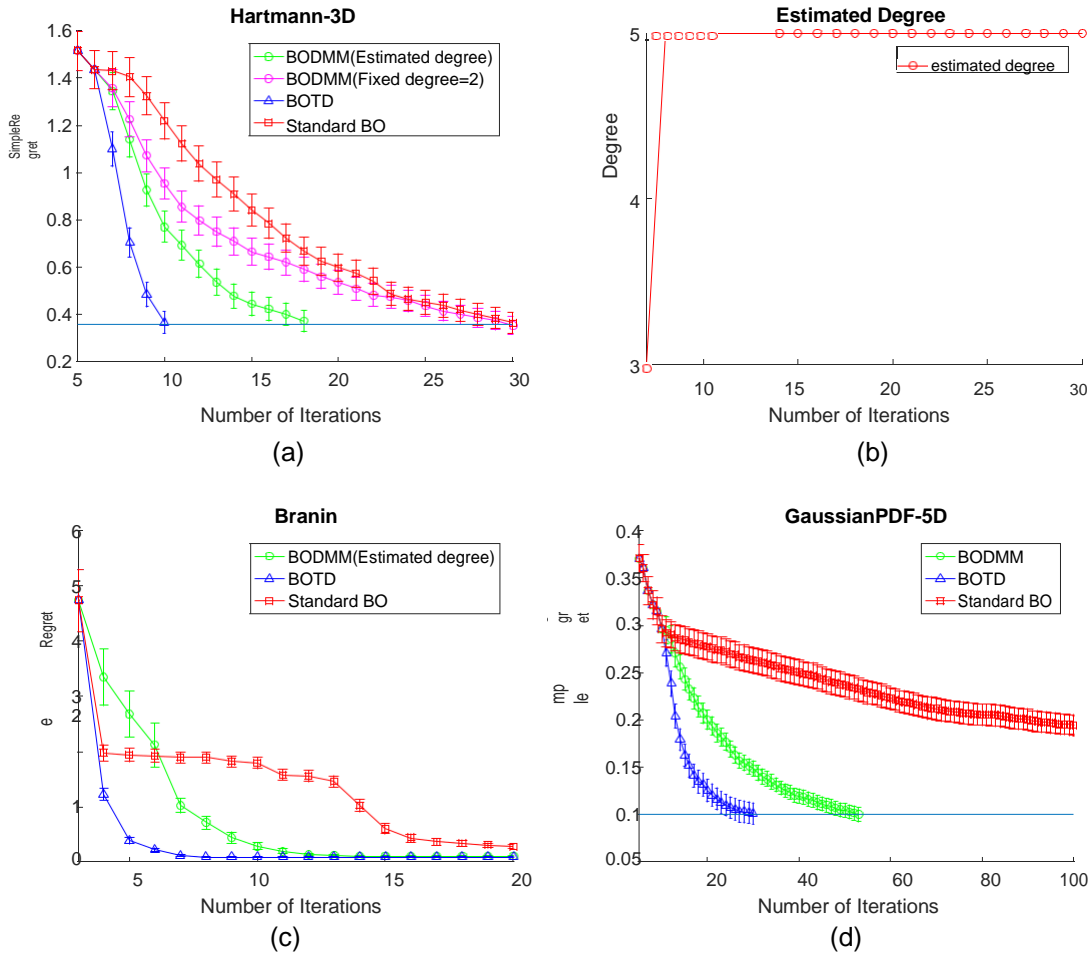 Hartmann-3D
1.6
1.4
1.2
1
0.8
0.6
0.4
0.2
SimpleRe
gret
BODMM(Estimated degree)
BODMM(Fixed degree=2)
BOTD
Standard BO
5
10
15
20
25
30
Number of Iterations
(a)
Estimated Degree
5
4
3
Degree
estimated degree
10
15
20
25
30
Number of Iterations
(b)
Branin
6
5
4
3
2
1
0
Regret
e
BODMM(Estimated degree)
BOTD
Standard BO
5
10
15
20
Number of Iterations
(c)
GaussianPDF-5D
0.4
0.35
0.3
0.25
0.2
0.15
0.1
0.05
gr
et
mp
le
BODMM
BOTD
Standard BO
20
40
60
80
100
Number of Iterations
(d)